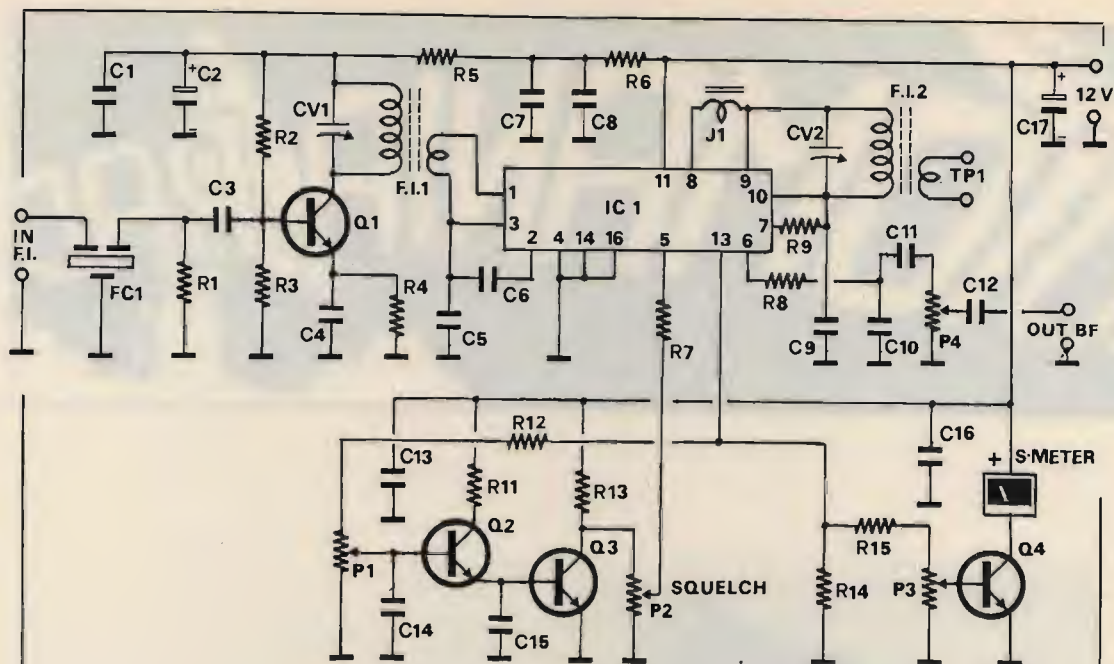 C1
+
C2
-
R2
CV1
F.I.1
R5
C7
C8
R6
J1
CV2
F.I.2
TP1
+
C17
-
12 V
IN
F.I.
FC1
R1
C3
R3
Q1
C4
R4
C5
C6
IC 1
1
3
2
4
14
16
5
13
6
7
10
11
8
9
R9
R8
C9
C10
C11
P4
C12
OUT BF
R7
R12
C13
R11
R13
Q2
Q3
P1
C14
C15
P2
SQUELCH
C16
+
S-METER
R15
R14
P3
Q4